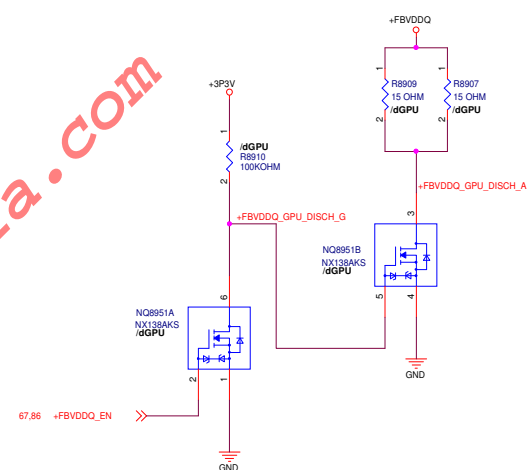 +FBVDDQ
1
1
R8909
15 OHM
/dGPU
R8907
15 OHM
/dGPU
2
2
+3P3V
1
/dGPU
R8910
100KOHM
2
+FBVDDQ_GPU_DISCH_A
+FBVDDQ_GPU_DISCH_G
3
NQ8951B
NX138AKS
/dGPU
5
4
6
NQ8951A
NX138AKS
/dGPU
2
1
GND
67,86 +FBVDDQ_EN
GND
a.com